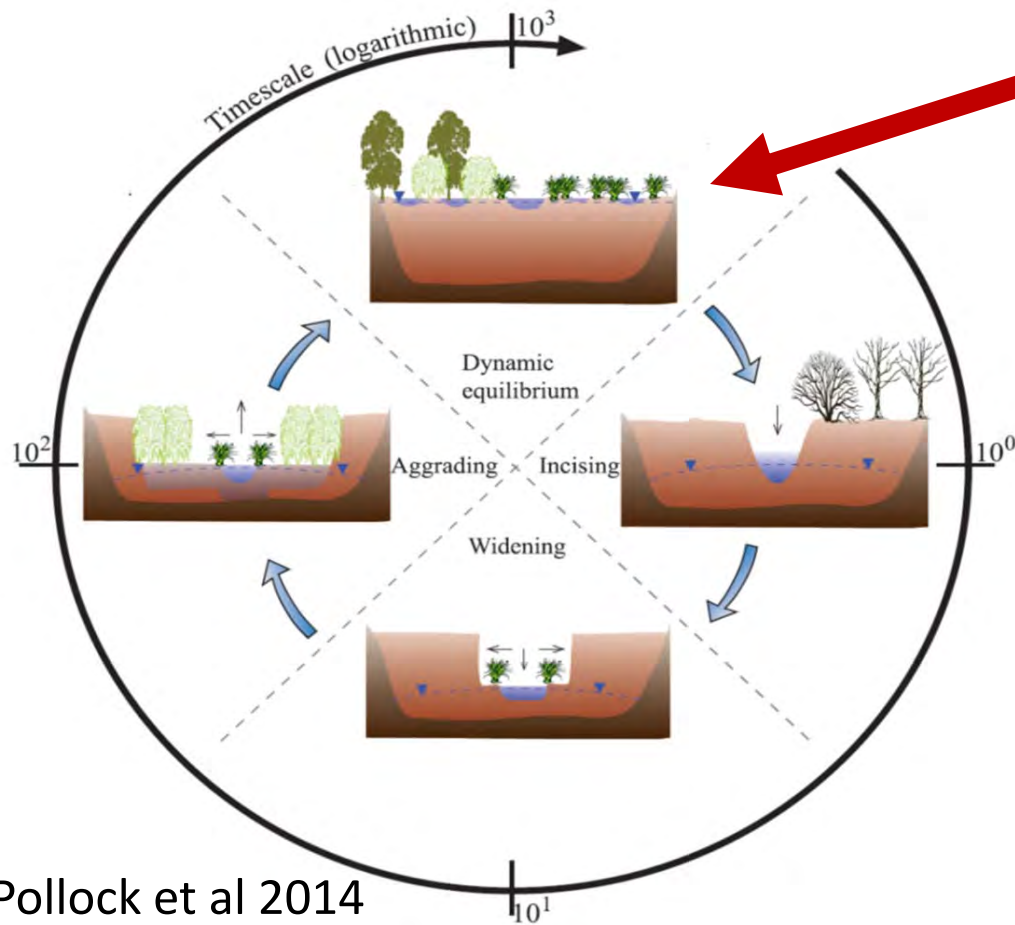 Timescale (logarithmic)
10³
Dynamic
equilibrium
10²
Aggrading
Incising
10⁰
Widening
Pollock et al 2014
10¹